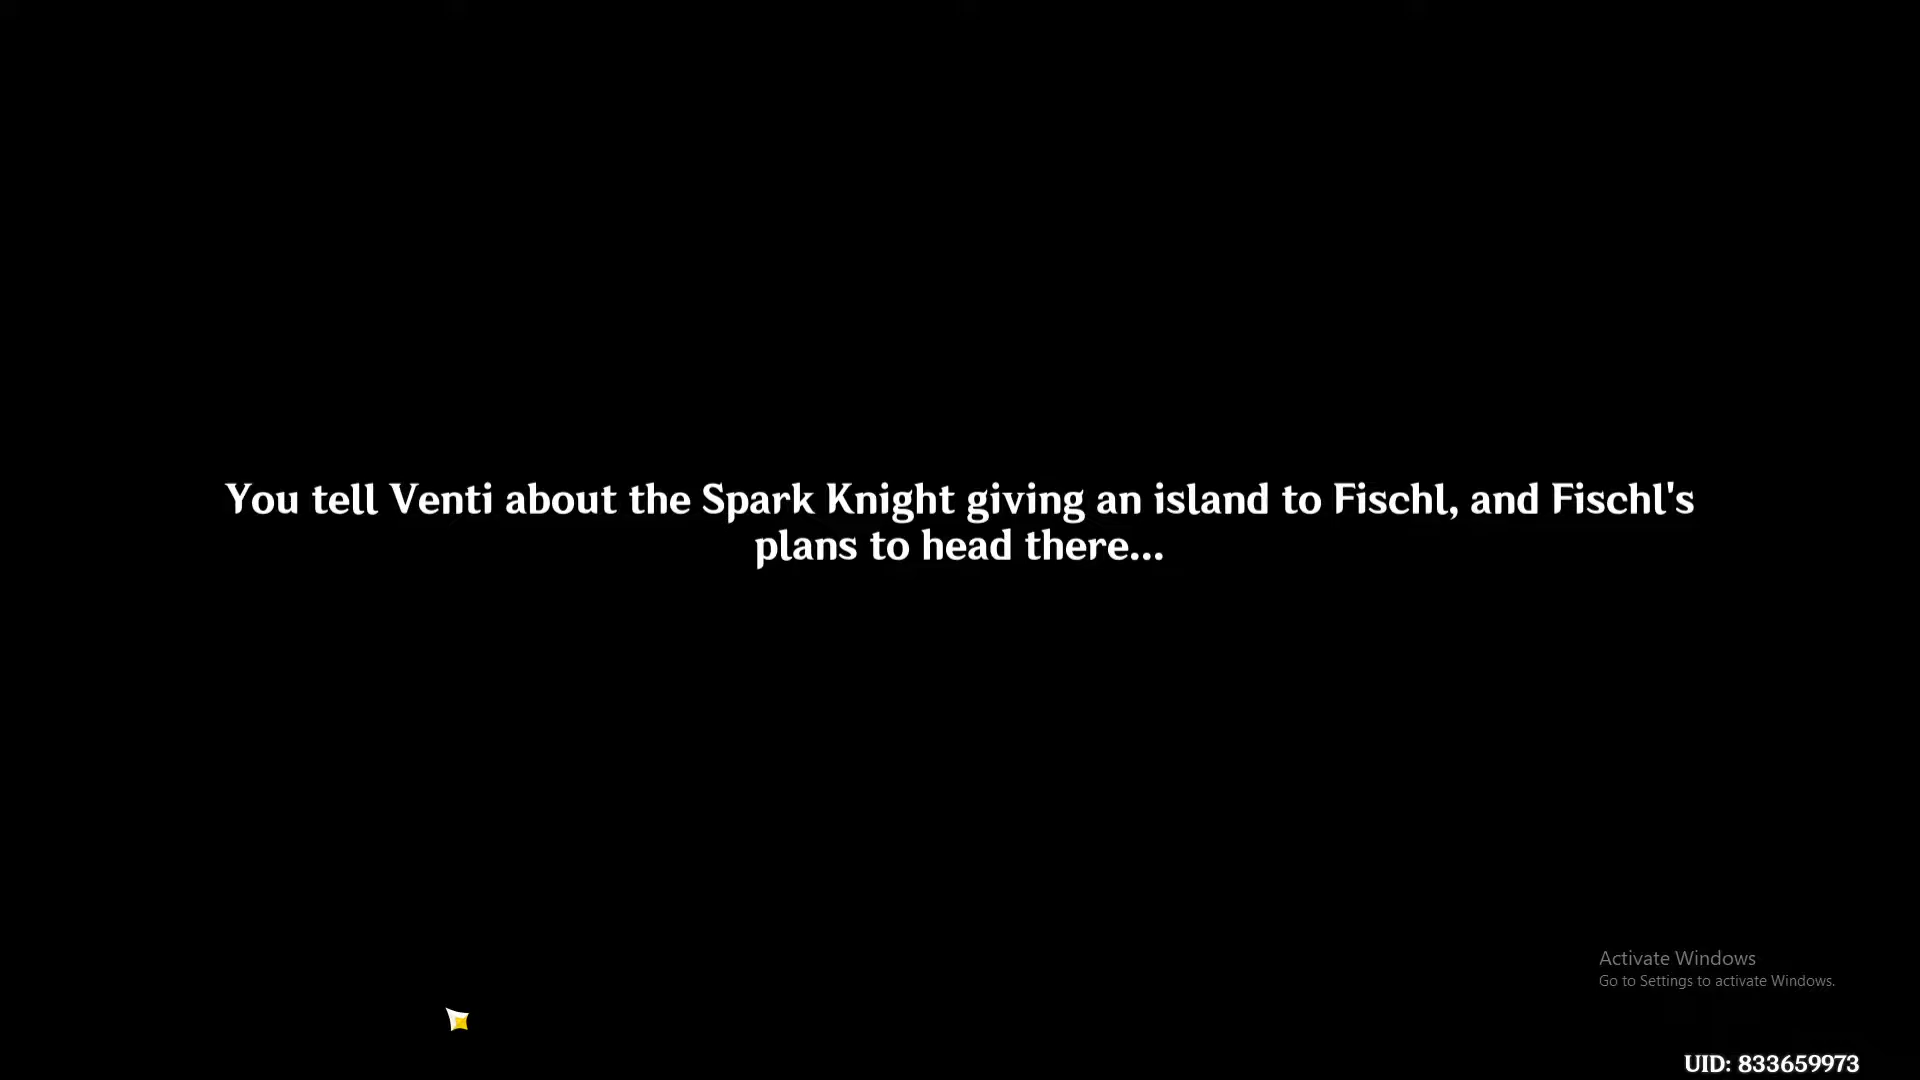 You tell Venti about the Spark Knight giving an island to Fischl, and Fischl's
plans to head there...
Activate Windows
Go to Settings to activate Windows.
UID: 833659973